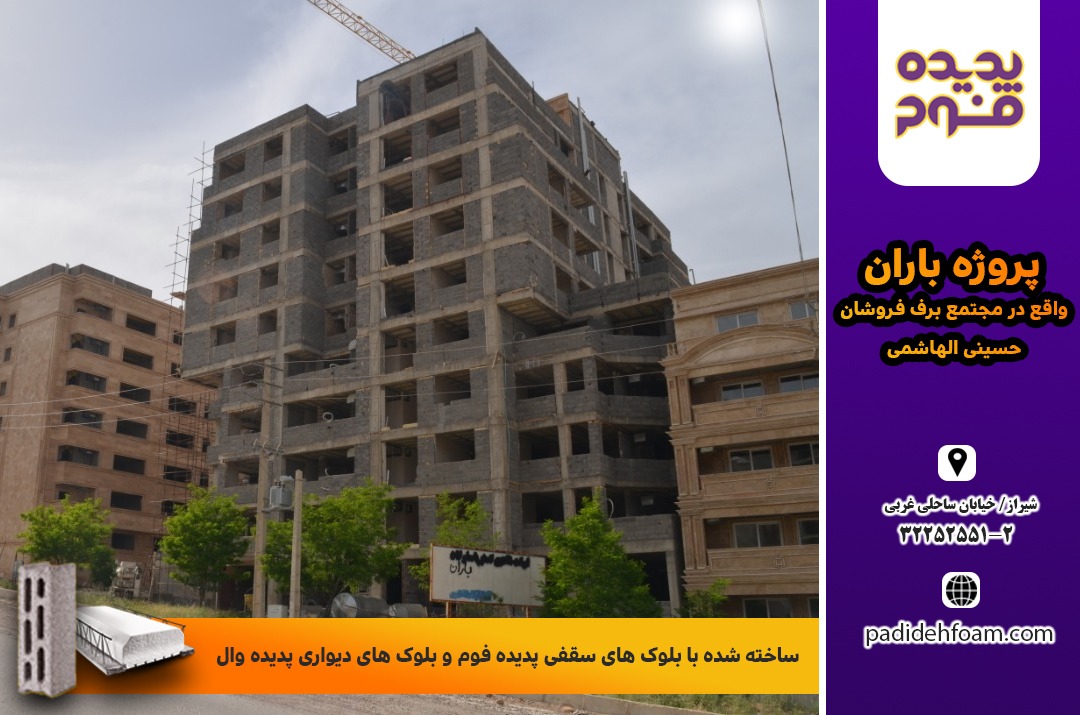 پدیده
فوم
پروژه باران
واقع در مجتمع برف فروشان
حسینی الهاشمی
شیراز/ خیابان ساحلی غربی
۳۲۲۵۲۵۵۱-۲
padidehfoam.com
باران
ساخته شده با بلوک های سقفی پدیده فوم و بلوک های دیواری پدیده وال